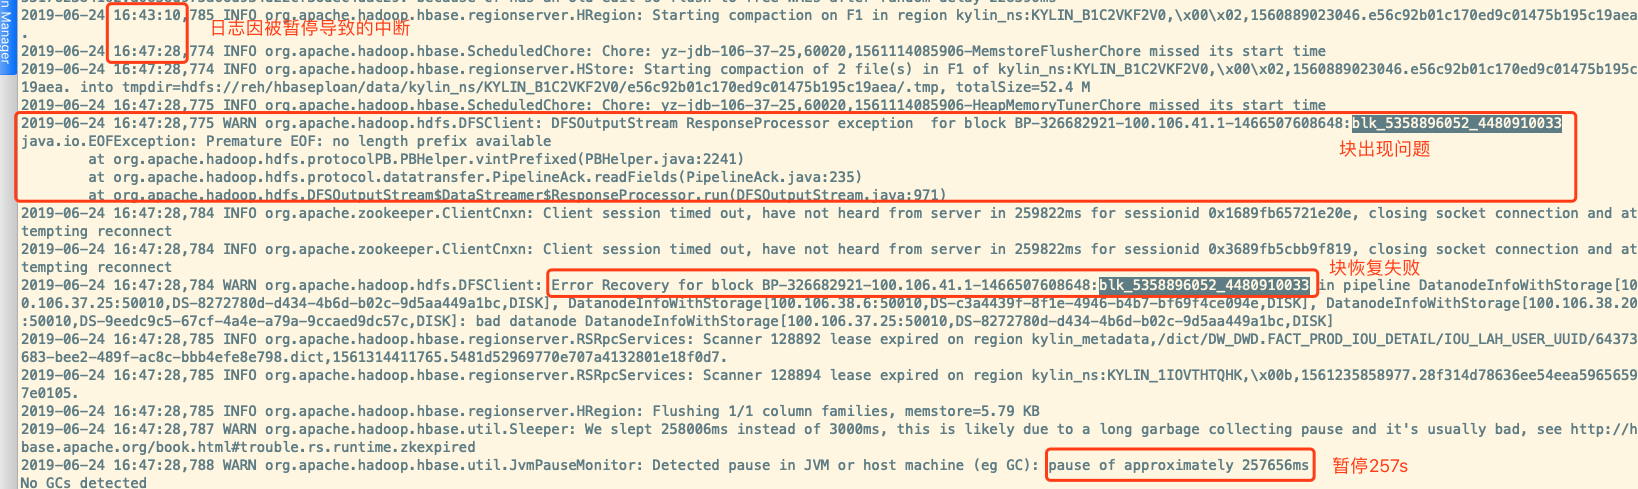 n Manager
2019-06-24 16:43:10,785 INFO org.apache.hadoop.hbase.regionserver.HRegion: Starting compaction on F1 in region kylin_ns:KYLIN_B1C2VKF2V0,\x00\x02,1560889023046.e56c92b01c170ed9c01475b195c19aea
.
日志因被暂停导致的中断
2019-06-24 16:47:28,774 INFO org.apache.hadoop.hbase.ScheduledChore: Chore: yz-jdb-106-37-25,60020,1561114085906-MemstoreFlusherChore missed its start time
2019-06-24 16:47:28,774 INFO org.apache.hadoop.hbase.regionserver.HStore: Starting compaction of 2 file(s) in F1 of kylin_ns:KYLIN_B1C2VKF2V0,\x00\x02,1560889023046.e56c92b01c170ed9c01475b195c
19aea. into tmpdir=hdfs://reh/hbaseploan/data/kylin_ns/KYLIN_B1C2VKF2V0/e56c92b01c170ed9c01475b195c19aea/.tmp, totalSize=52.4 M
2019-06-24 16:47:28,775 INFO org.apache.hadoop.hbase.ScheduledChore: Chore: yz-jdb-106-37-25,60020,1561114085906-HeapMemoryTunerChore missed its start time
2019-06-24 16:47:28,775 WARN org.apache.hadoop.hdfs.DFSClient: DFSOutputStream ResponseProcessor exception  for block BP-326682921-100.106.41.1-1466507608648:blk_5358896052_4480910033
java.io.EOFException: Premature EOF: no length prefix available
块出现问题
at org.apache.hadoop.hdfs.protocolPB.PBHelper.vintPrefixed(PBHelper.java:2241)
at org.apache.hadoop.hdfs.protocol.datatransfer.PipelineAck.readFields(PipelineAck.java:235)
at org.apache.hadoop.hdfs.DFSOutputStream$DataStreamer$ResponseProcessor.run(DFSOutputStream.java:971)
2019-06-24 16:47:28,784 INFO org.apache.zookeeper.ClientCnxn: Client session timed out, have not heard from server in 259822ms for sessionid 0x1689fb65721e20e, closing socket connection and at
tempting reconnect
2019-06-24 16:47:28,784 INFO org.apache.zookeeper.ClientCnxn: Client session timed out, have not heard from server in 259822ms for sessionid 0x3689fb5cbb9f819, closing socket connection and at
tempting reconnect
块恢复失败
2019-06-24 16:47:28,784 WARN org.apache.hadoop.hdfs.DFSClient: Error Recovery for block BP-326682921-100.106.41.1-1466507608648:blk_5358896052_4480910033 in pipeline DatanodeInfoWithStorage[10
0.106.37.25:50010,DS-8272780d-d434-4b6d-b02c-9d5aa449a1bc,DISK], DatanodeInfoWithStorage[100.106.38.6:50010,DS-c3a4439f-8f1e-4946-b4b7-bf69f4ce094e,DISK], DatanodeInfoWithStorage[100.106.38.20
:50010,DS-9eedc9c5-67cf-4a4e-a79a-9ccaed9dc57c,DISK]: bad datanode DatanodeInfoWithStorage[100.106.37.25:50010,DS-8272780d-d434-4b6d-b02c-9d5aa449a1bc,DISK]
2019-06-24 16:47:28,785 INFO org.apache.hadoop.hbase.regionserver.RSRpcServices: Scanner 128892 lease expired on region kylin_metadata,/dict/DW_DWD.FACT_PROD_IOU_DETAIL/IOU_LAH_USER_UUID/64373
683-bee2-489f-ac8c-bbb4efe8e798.dict,1561314411765.5481d52969770e707a4132801e18f0d7.
2019-06-24 16:47:28,785 INFO org.apache.hadoop.hbase.regionserver.RSRpcServices: Scanner 128894 lease expired on region kylin_ns:KYLIN_1IOVTHTQHK,\x00b,1561235858977.28f314d78636ee54eea5965659
7e0105.
2019-06-24 16:47:28,785 INFO org.apache.hadoop.hbase.regionserver.HRegion: Flushing 1/1 column families, memstore=5.79 KB
2019-06-24 16:47:28,787 WARN org.apache.hadoop.hbase.util.Sleeper: We slept 258006ms instead of 3000ms, this is likely due to a long garbage collecting pause and it's usually bad, see http://h
base.apache.org/book.html#trouble.rs.runtime.zkexpired
2019-06-24 16:47:28,788 WARN org.apache.hadoop.hbase.util.JvmPauseMonitor: Detected pause in JVM or host machine (eg GC): pause of approximately 257656ms
暂停257s
No GCs detected